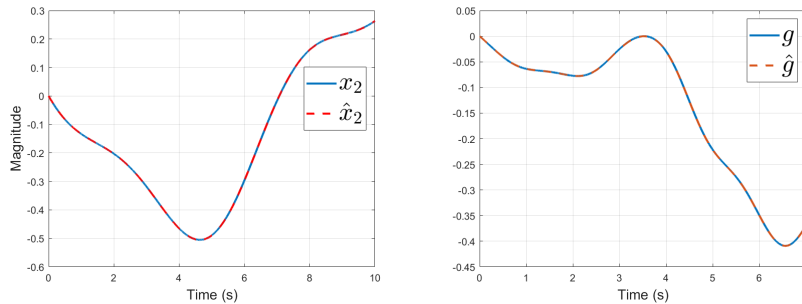 0.3
0.2
0.1
0
-0.1
-0.2
-0.3
-0.4
-0.5
-0.6
Magnitude
x₂
x̂₂
0 2 4 6 8 10
Time (s)
0.05
0
-0.05
-0.1
-0.15
-0.2
-0.25
-0.3
-0.35
-0.4
-0.45
g
ĝ
0 1 2 3 4 5 6
Time (s)